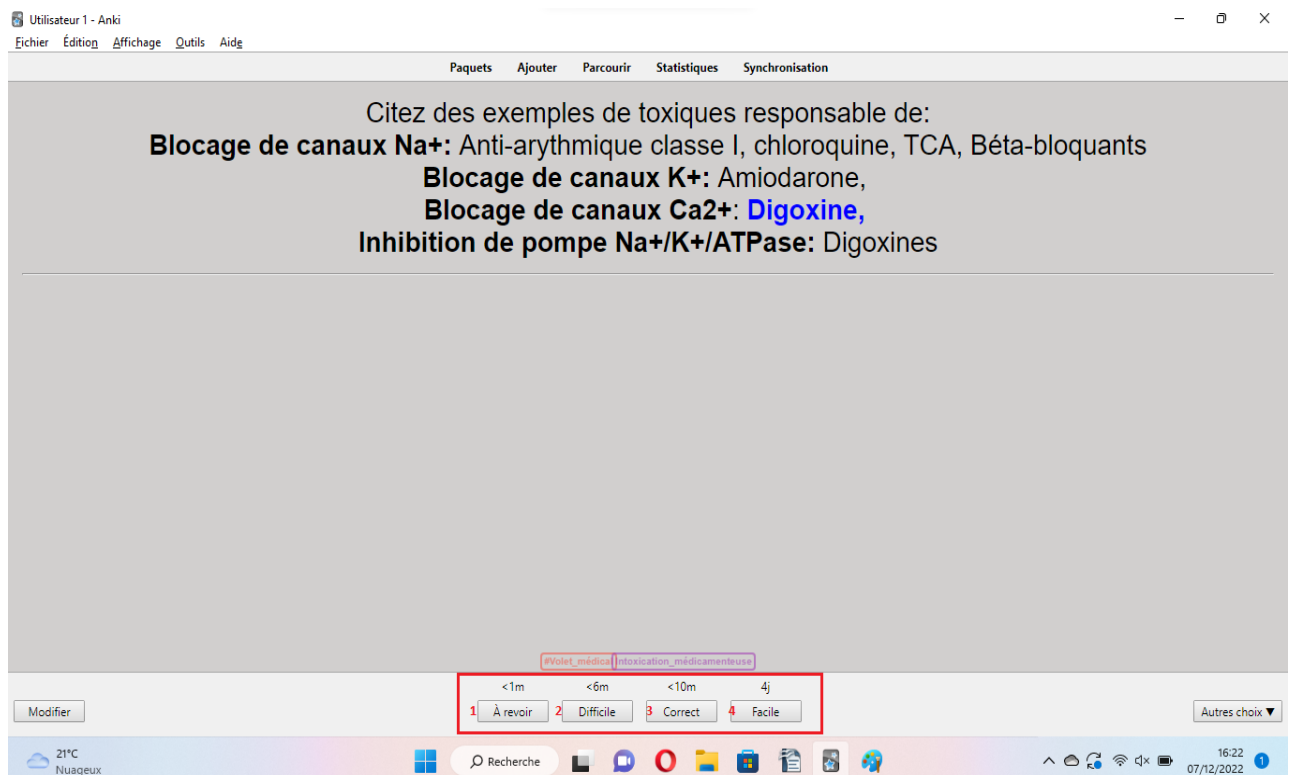 Utilisateur 1 - Anki
Fichier Édition Affichage Outils Aide
Paquets Ajouter Parcourir Statistiques Synchronisation
Citez des exemples de toxiques responsable de:
Blocage de canaux Na+: Anti-arythmique classe I, chloroquine, TCA, Béta-bloquants
Blocage de canaux K+: Amiodarone,
Blocage de canaux Ca2+: Digoxine,
Inhibition de pompe Na+/K+/ATPase: Digoxines
#Volet_médical Intoxication_médicamenteuse
<1m <6m <10m 4j
Modifier 1 À revoir 2 Difficile 3 Correct 4 Facile Autres choix ▼
21°C
Nuageux
Recherche
16:22
07/12/2022
1